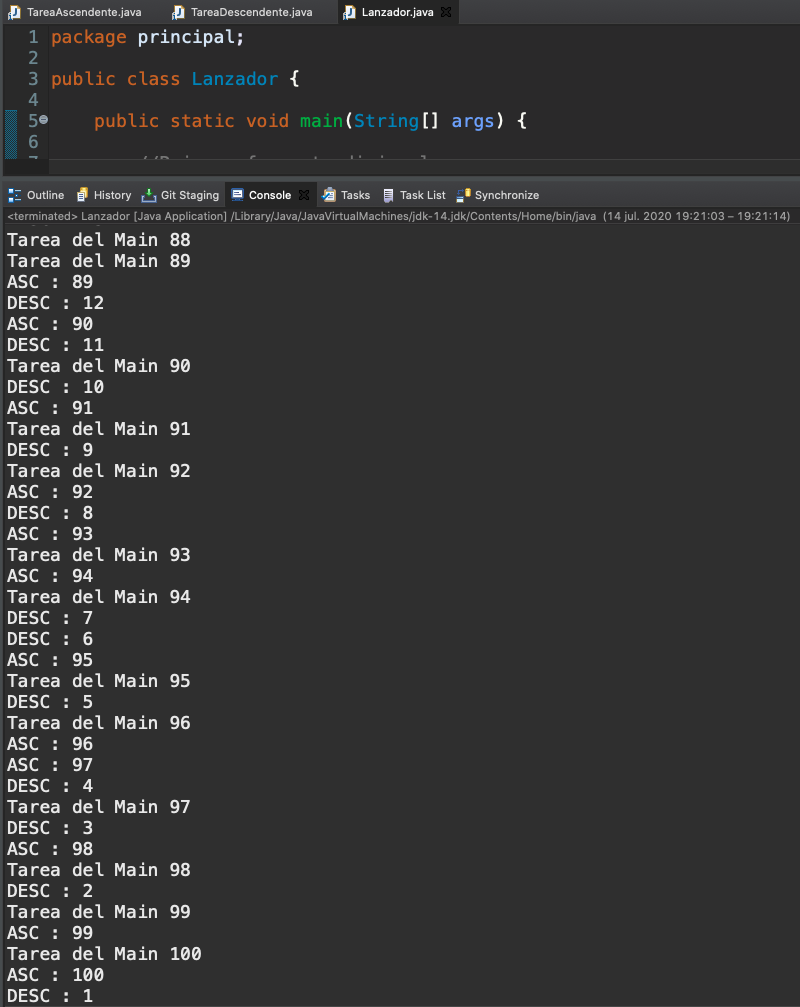 TareaAscendente.java TareaDescendente.java Lanzador.java
1 package principal;
2
3 public class Lanzador {
4
5 public static void main(String[] args) {
6
7
Outline History Git Staging Console Tasks Task List Synchronize
<terminated> Lanzador [Java Application] /Library/Java/JavaVirtualMachines/jdk-14.jdk/Contents/Home/bin/java (14 jul. 2020 19:21:03 – 19:21:14)
Tarea del Main 88
Tarea del Main 89
ASC : 89
DESC : 12
ASC : 90
DESC : 11
Tarea del Main 90
DESC : 10
ASC : 91
Tarea del Main 91
DESC : 9
Tarea del Main 92
ASC : 92
DESC : 8
ASC : 93
Tarea del Main 93
ASC : 94
Tarea del Main 94
DESC : 7
DESC : 6
ASC : 95
Tarea del Main 95
DESC : 5
Tarea del Main 96
ASC : 96
ASC : 97
DESC : 4
Tarea del Main 97
DESC : 3
ASC : 98
Tarea del Main 98
DESC : 2
Tarea del Main 99
ASC : 99
Tarea del Main 100
ASC : 100
DESC : 1